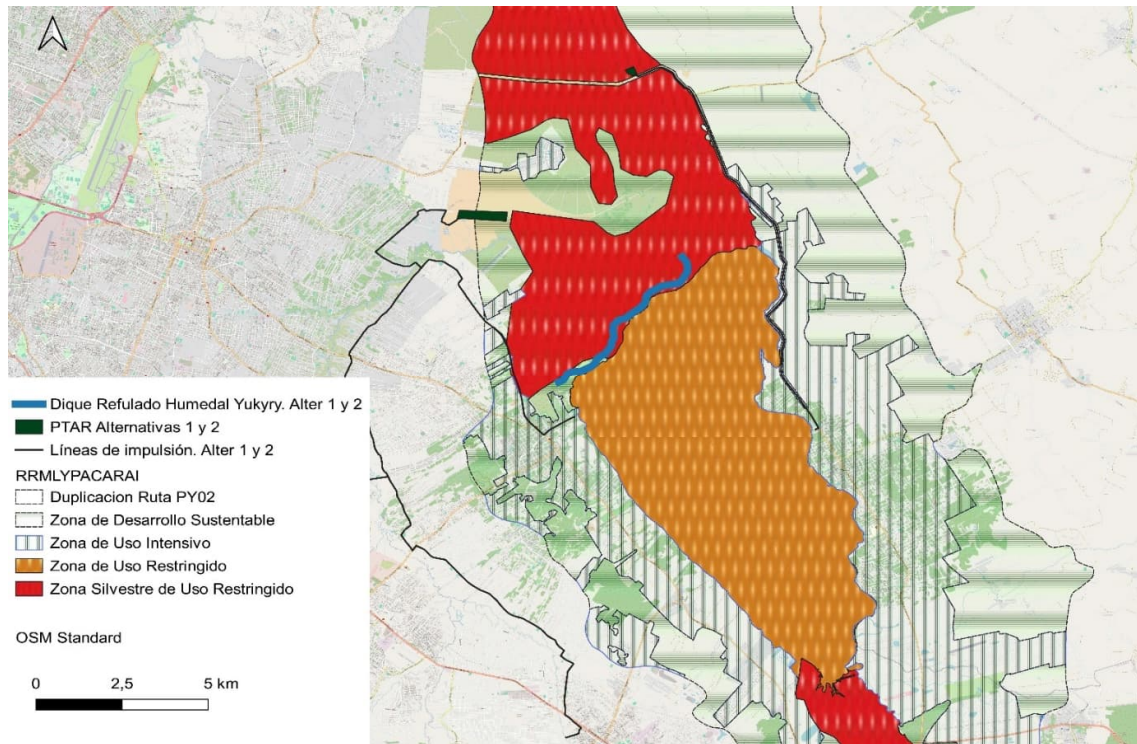 Dique Refulado Humedal Yukyry. Alter 1 y 2
PTAR Alternativas 1 y 2
Líneas de impulsión. Alter 1 y 2
RRMLYPACARAI
Duplicacion Ruta PY02
Zona de Desarrollo Sustentable
Zona de Uso Intensivo
Zona de Uso Restringido
Zona Silvestre de Uso Restringido
OSM Standard
0 2,5 5 km